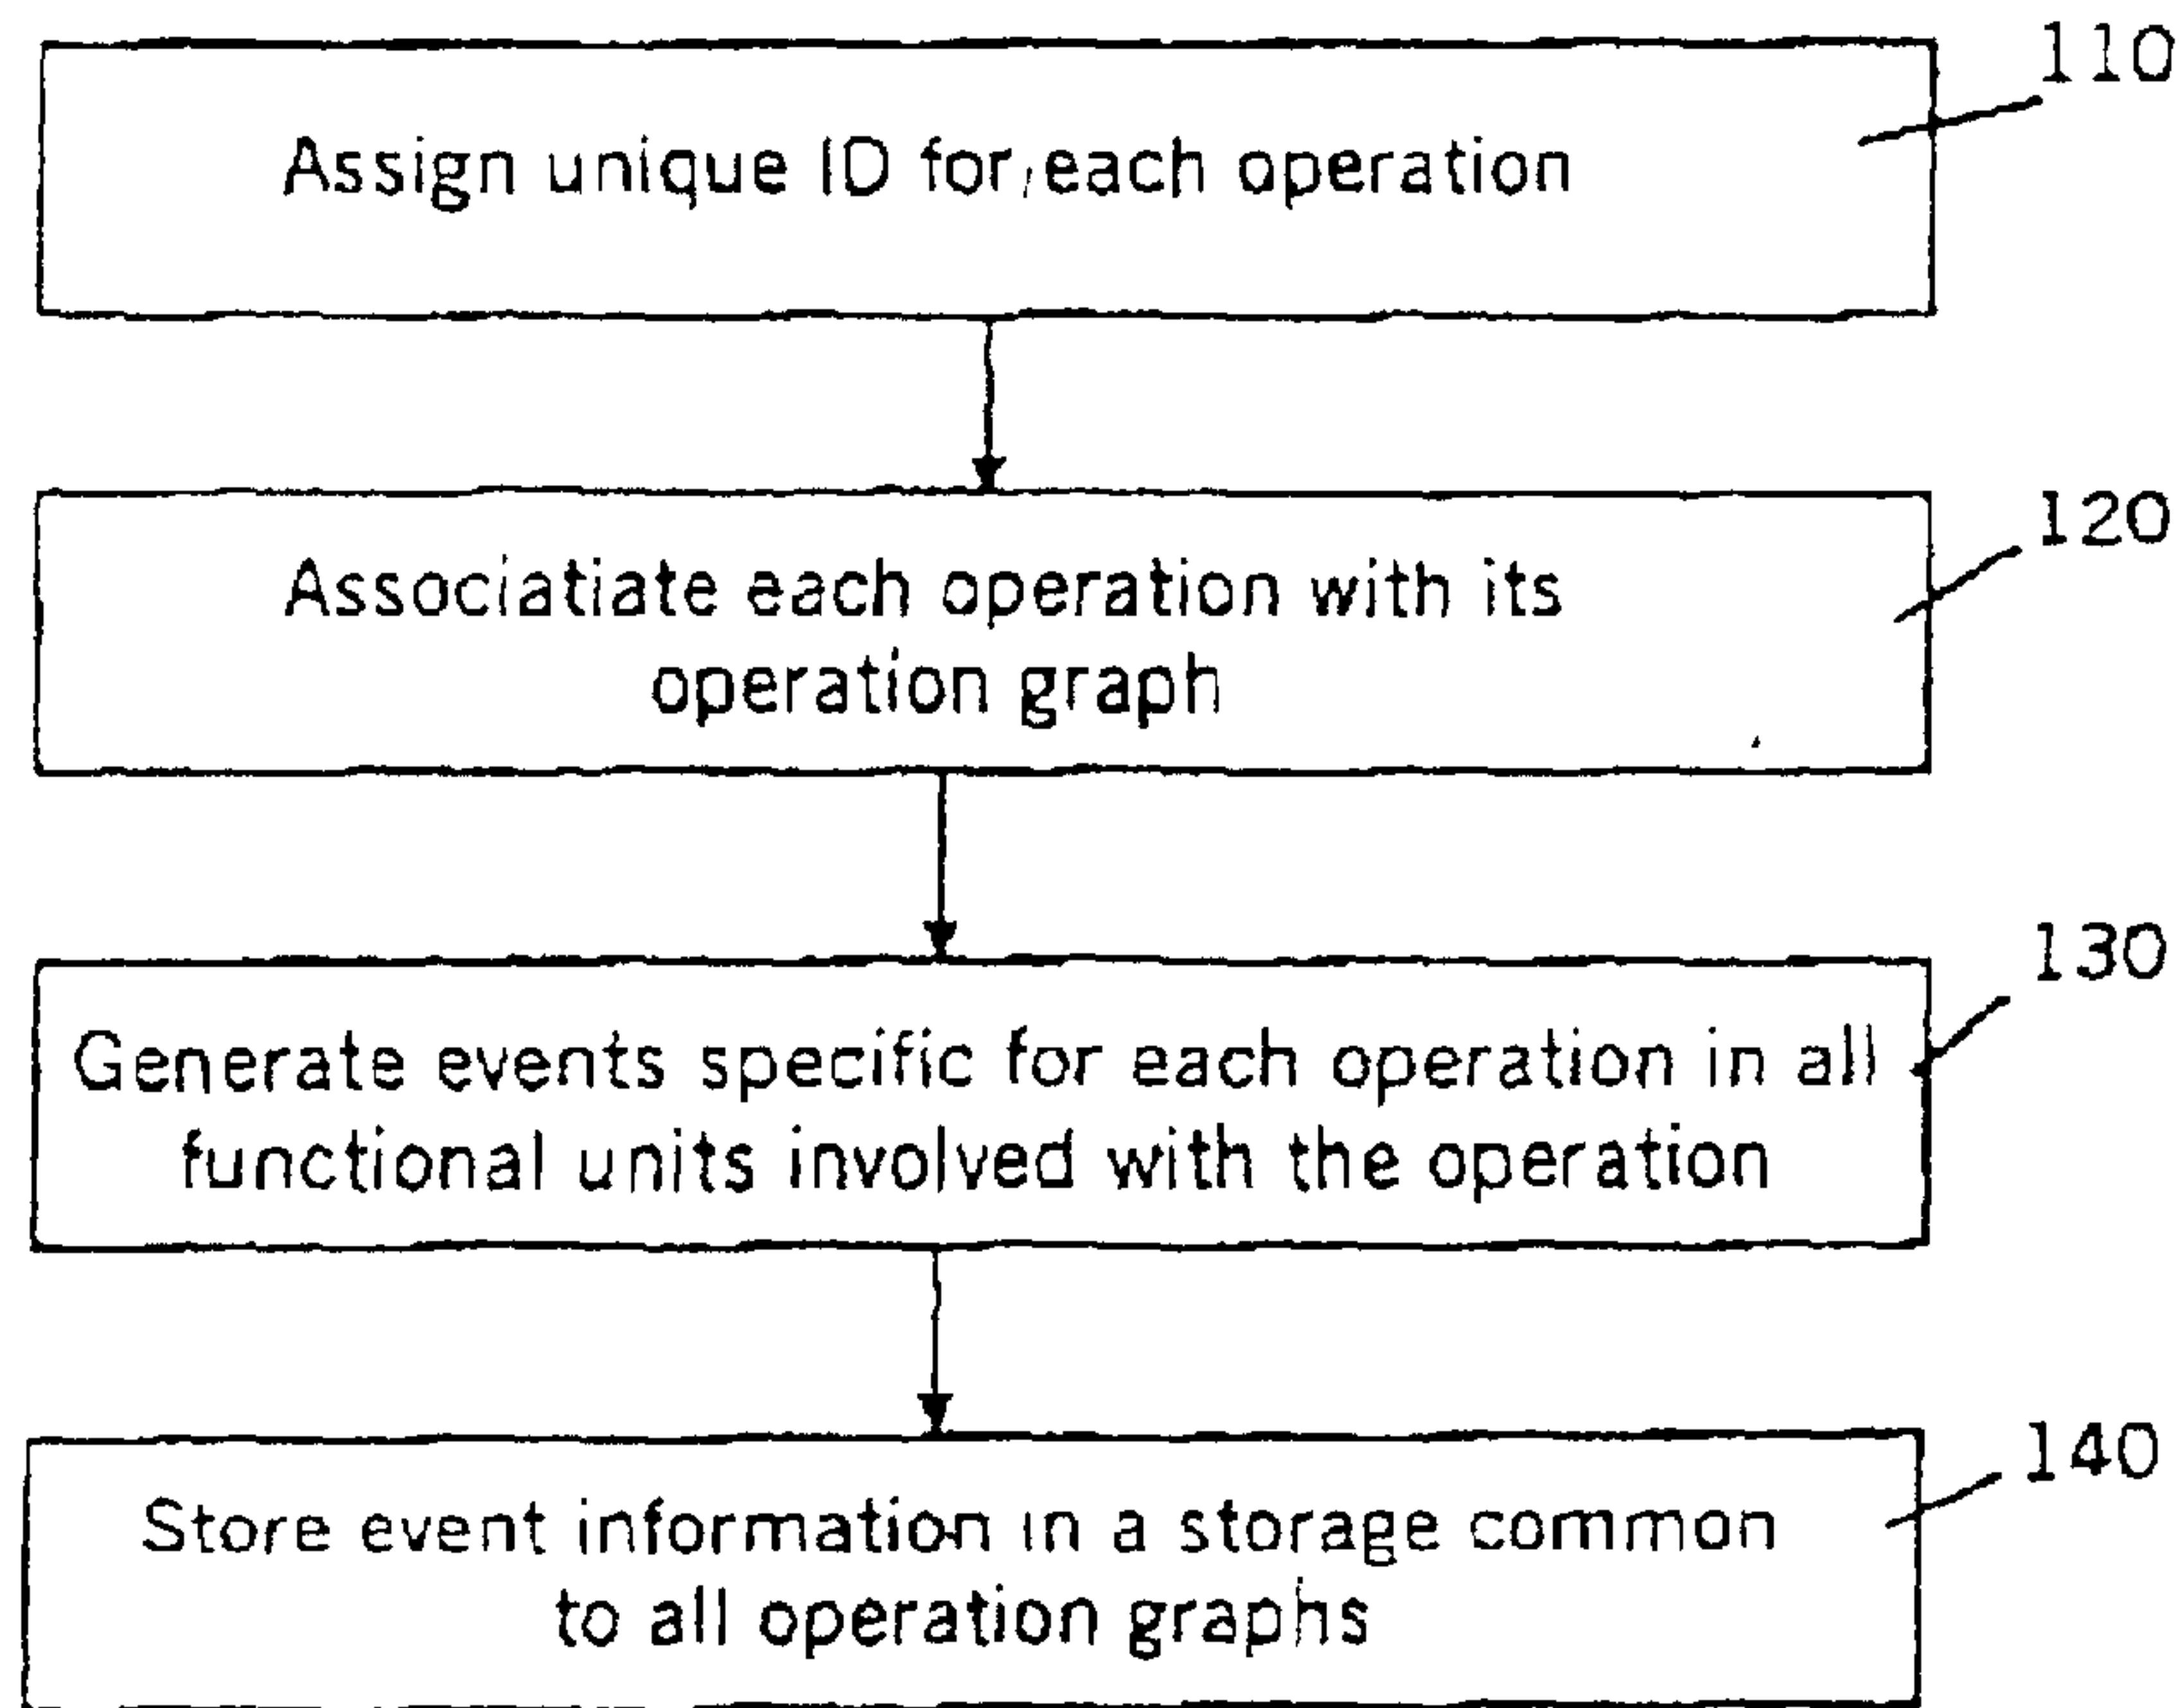 110
Assign unique ID for each operation
120
Associatiate each operation with its
operation graph
130
Generate events specific for each operation in all
functional units involved with the operation
140
Store event information in a storage common
to all operation graphs